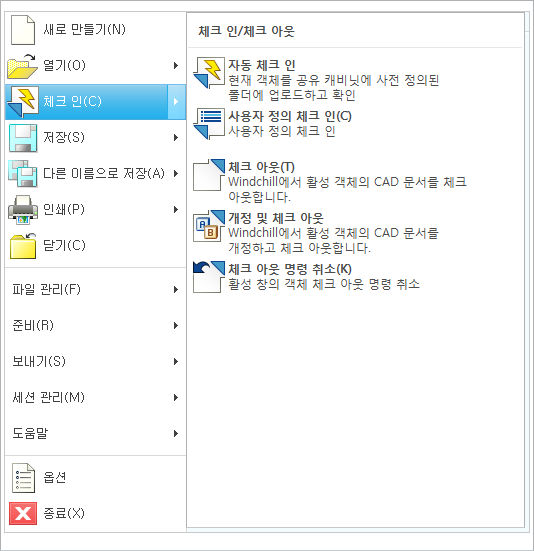 새로 만들기(N)
열기(O)
체크 인(C)
저장(S)
다른 이름으로 저장(A)
인쇄(P)
닫기(C)
파일 관리(F)
준비(R)
보내기(S)
세션 관리(M)
도움말
옵션
종료(X)
체크 인/체크 아웃
자동 체크 인
현재 객체를 공유 캐비닛에 사전 정의된
폴더에 업로드하고 확인
사용자 정의 체크 인(C)
사용자 정의 체크 인
체크 아웃(T)
Windchill에서 활성 객체의 CAD 문서를 체크
아웃합니다.
개정 및 체크 아웃
Windchill에서 활성 객체의 CAD 문서를
개정하고 체크 아웃합니다.
체크 아웃 명령 취소(K)
활성 창의 객체 체크 아웃 명령 취소